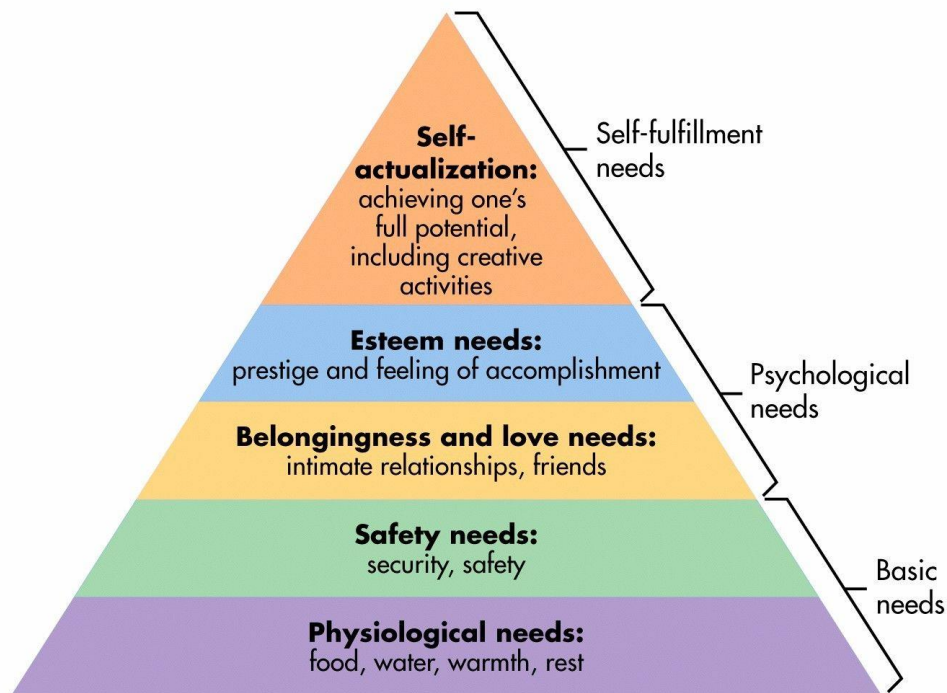 Self-
actualization:
achieving one's
full potential,
including creative
activities
Self-fulfillment
needs
Esteem needs:
prestige and feeling of accomplishment
Psychological
needs
Belongingness and love needs:
intimate relationships, friends
Safety needs:
security, safety
Basic
needs
Physiological needs:
food, water, warmth, rest